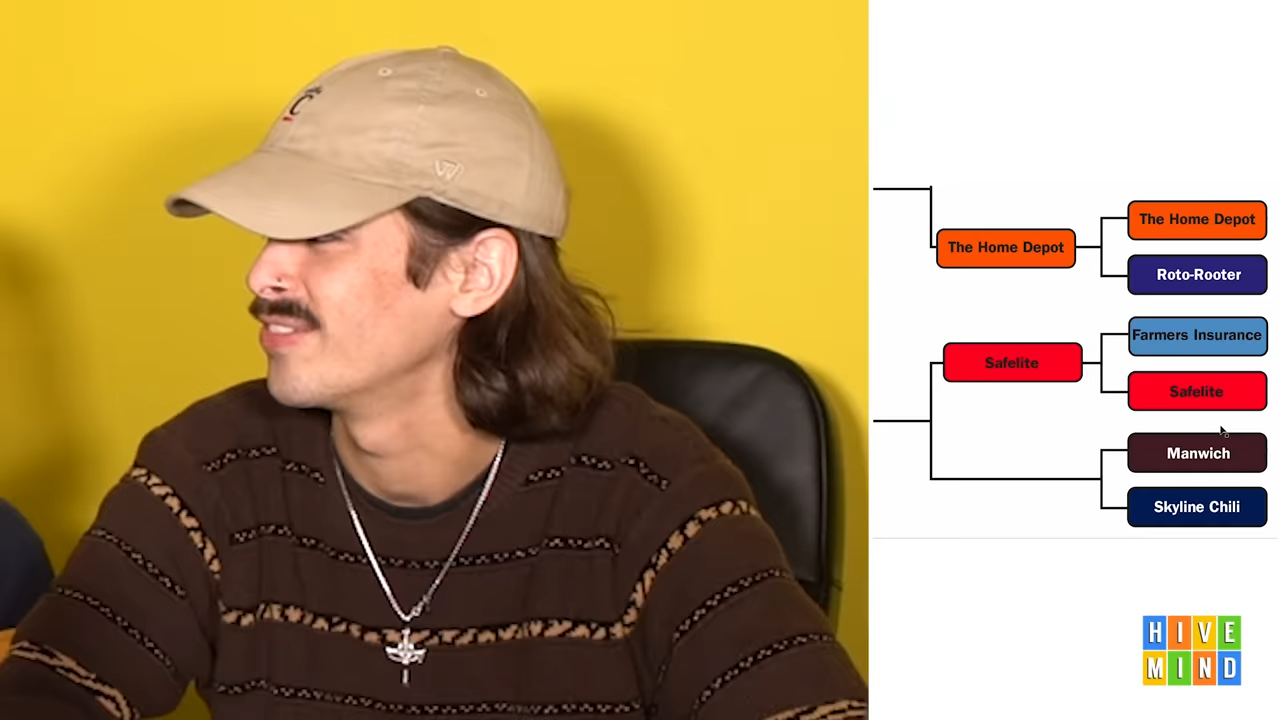 C
The Home Depot
The Home Depot
Roto-Rooter
Farmers Insurance
Safelite
Safelite
Manwich
Skyline Chili
HIVE
MIND